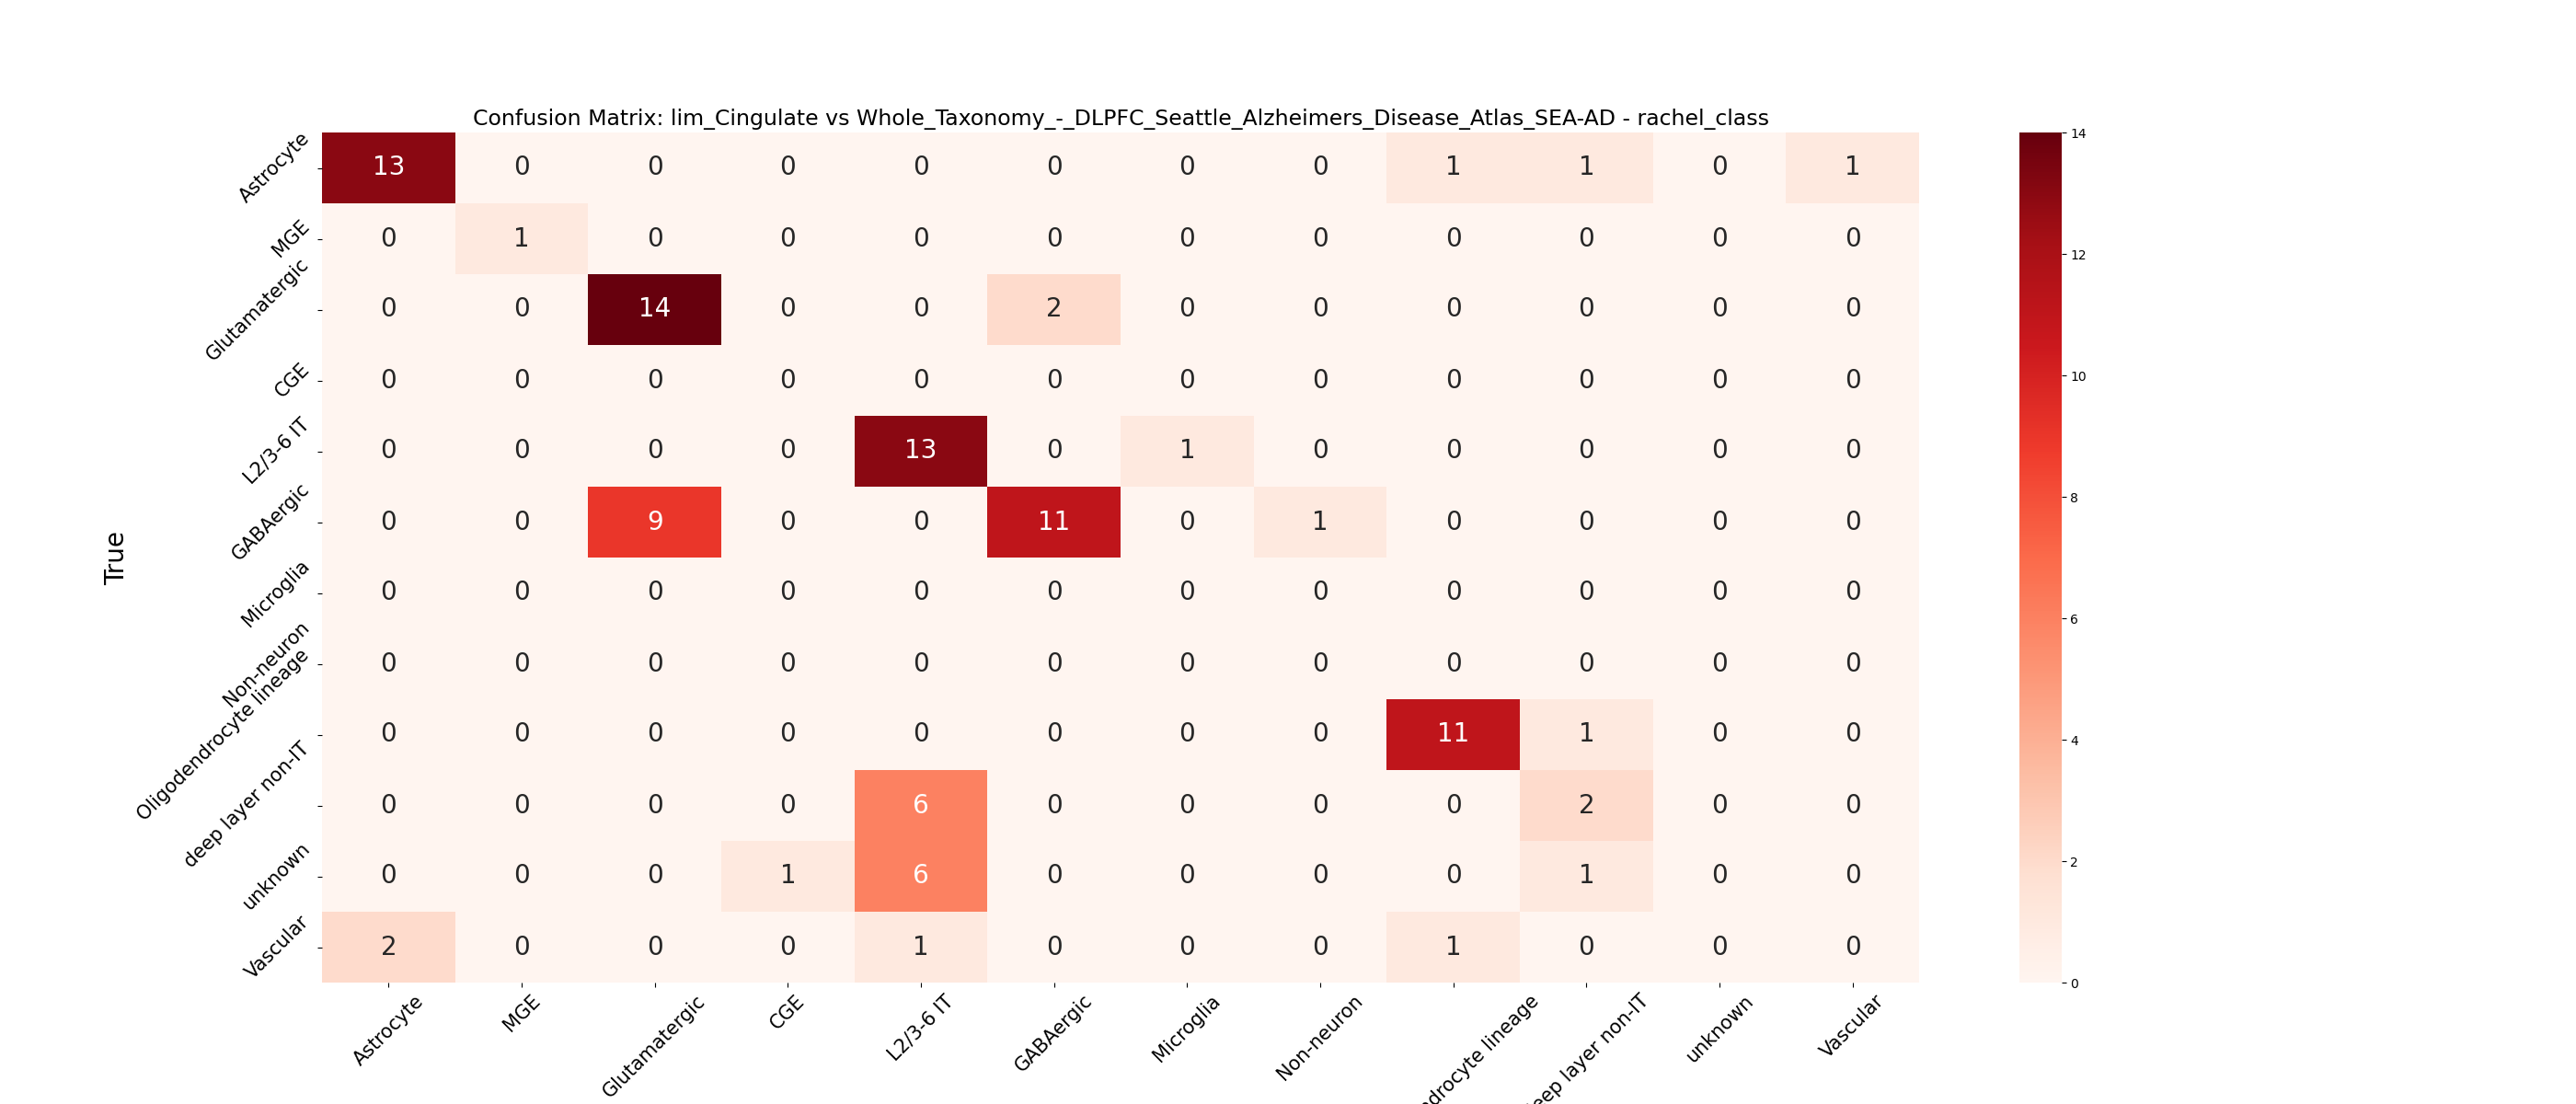 Confusion Matrix: lim_Cingulate vs Whole_Taxonomy_-_DLPFC_Seattle_Alzheimers_Disease_Atlas_SEA-AD - rachel_class
True
Astrocyte 13 0 0 0 0 0 0 0 1 1 0 1
MGE 0 1 0 0 0 0 0 0 0 0 0 0
Glutamatergic 0 0 14 0 0 2 0 0 0 0 0 0
CGE 0 0 0 0 0 0 0 0 0 0 0 0
L2/3-6 IT 0 0 0 0 13 0 1 0 0 0 0 0
GABAergic 0 0 9 0 0 11 0 1 0 0 0 0
Microglia 0 0 0 0 0 0 0 0 0 0 0 0
Non-neuron 0 0 0 0 0 0 0 0 0 0 0 0
Oligodendrocyte lineage 0 0 0 0 0 0 0 0 11 1 0 0
deep layer non-IT 0 0 0 0 6 0 0 0 0 2 0 0
unknown 0 0 0 1 6 0 0 0 0 1 0 0
Vascular 2 0 0 0 1 0 0 0 1 0 0 0
Astrocyte MGE Glutamatergic CGE L2/3-6 IT GABAergic Microglia Non-neuron lineage layer non-IT unknown Vascular
14
12
10
8
6
4
2
0